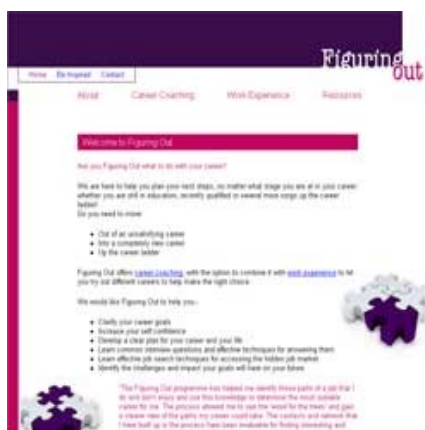 Figuring
out
Home Be Inspired Contact
About Career Coaching Work Experience Resources
Welcome to Figuring Out
Are you Figuring Out what to do with your career?
We are here to help you plan your next steps, no matter what stage you are at in your career
whether you are still in education, recently qualified or several more rungs up the career
ladder!
Do you need to move:
Out of an unsatisfying career
Into a completely new career
Up the career ladder
Figuring Out offers career coaching, with the option to combine it with work experience to let
you try out different careers to help make the right choice.
We would like Figuring Out to help you:-
Clarify your career goals
Increase your self confidence
Develop a clear plan for your career and your life
Learn common interview questions and effective techniques for answering them
Learn effective job search techniques for accessing the hidden job market
Identify the challenges and impact your goals will have on your future
"The Figuring Out programme has helped me identify those parts of a job that I
do and don't enjoy and use this knowledge to determine the most suitable
career for me. The process allowed me to see the 'wood for the trees' and gain
a clearer view of the paths my career could take. The contacts and network that
I have built up in the process have been invaluable for finding interesting and